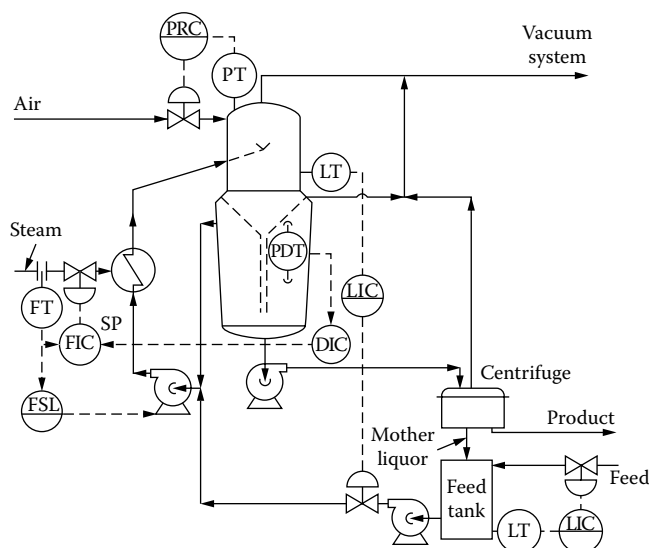 PRC
Vacuum
system
PT
Air
LT
Steam
PDT
LIC
FT
SP
FIC
DIC
Centrifuge
FSL
Product
Mother
liquor
Feed
Feed
tank
LT
LIC